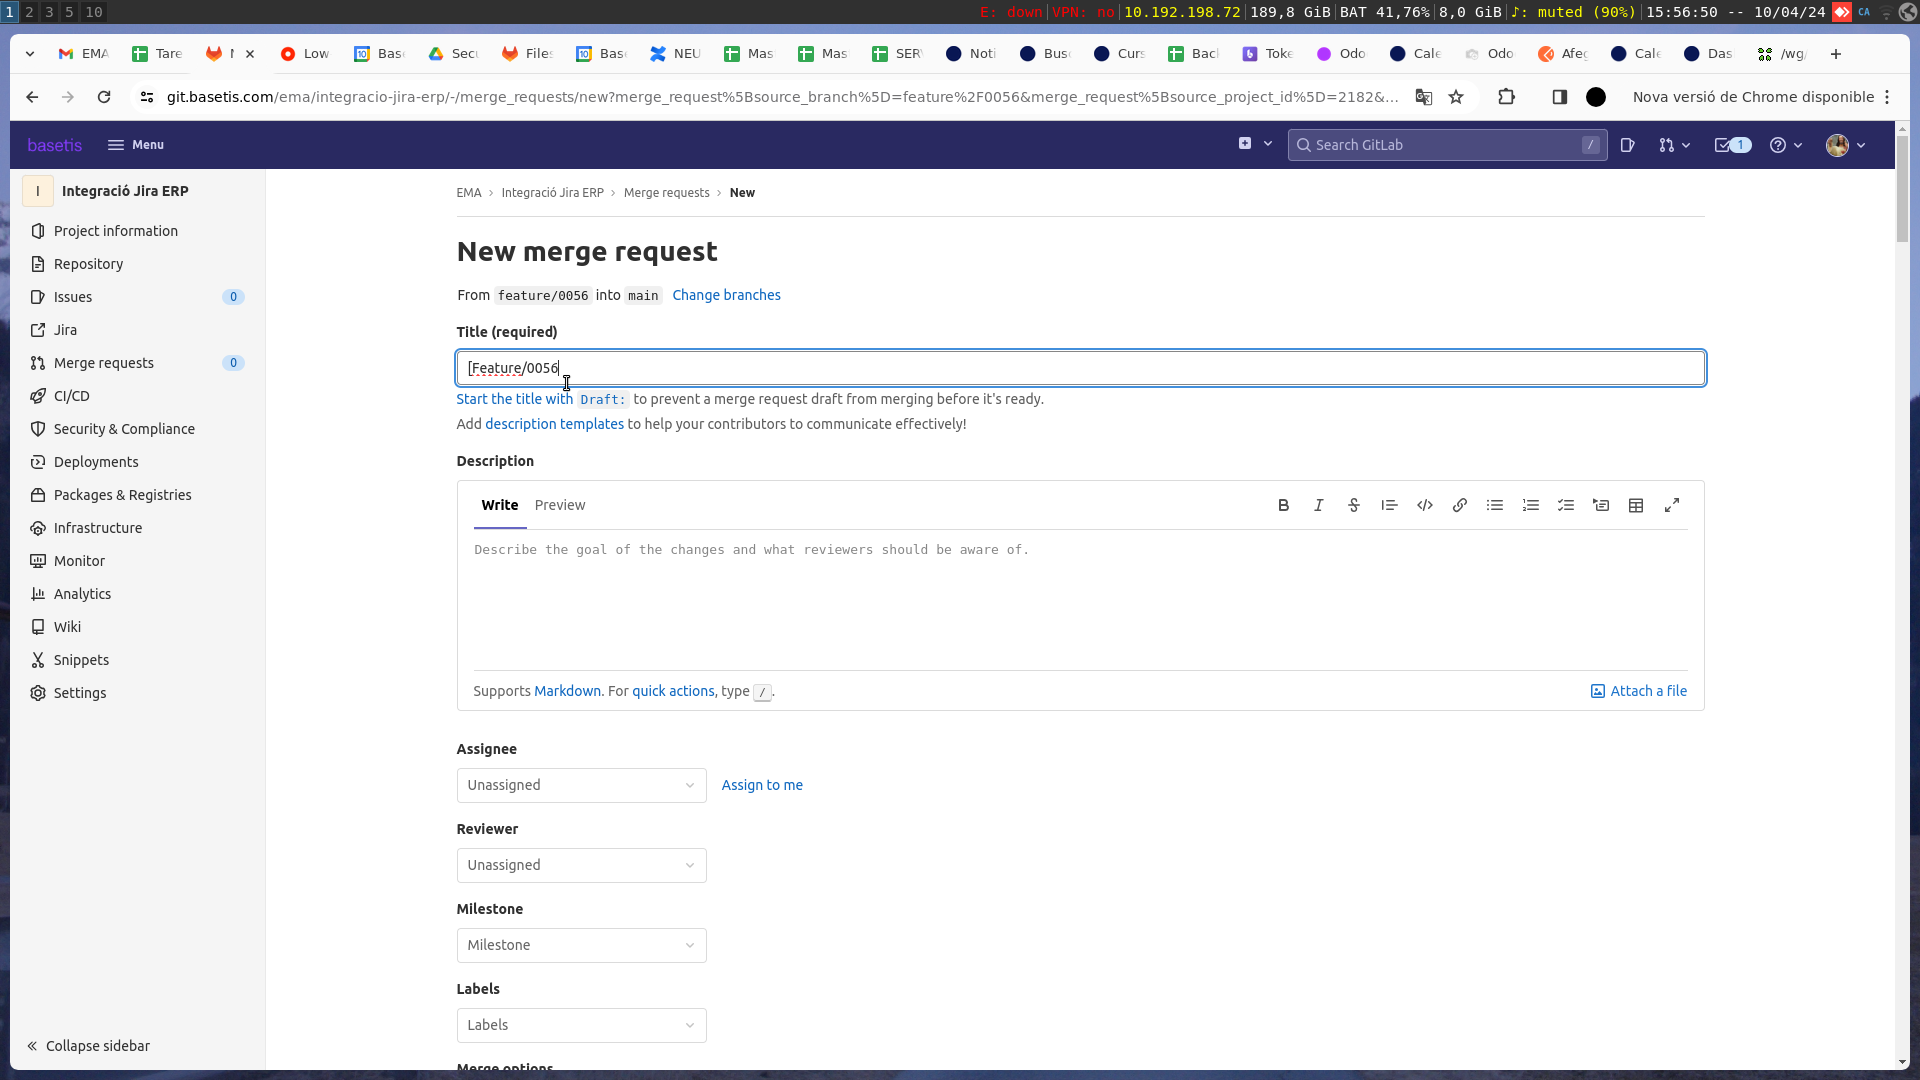 1 2 3 5 10 E: down|VPN: no|10.192.198.72|189,8 GiB|BAT 41,76%|8,0 GiB|♪: muted (90%)|15:56:50 -- 10/04/24 CA
EMA Tare Low Bas Secu Files Bas NEU Mas Mas SER Noti Bus Curs Bacl Toke Odo Cale Odo Afeg Cale Das /wg
git.basetis.com/ema/integracio-jira-erp/-/merge_requests/new?merge_request%5Bsource_branch%5D=feature%2F0056&merge_request%5Bsource_project_id%5D=2182&... Nova versió de Chrome disponible
basetis Menu Search GitLab / 1
I Integració Jira ERP
Project information
Repository
Issues 0
Jira
Merge requests 0
CI/CD
Security & Compliance
Deployments
Packages & Registries
Infrastructure
Monitor
Analytics
Wiki
Snippets
Settings
Collapse sidebar
EMA › Integració Jira ERP › Merge requests › New
New merge request
From feature/0056 into main Change branches
Title (required)
[Feature/0056
Start the title with Draft: to prevent a merge request draft from merging before it's ready.
Add description templates to help your contributors to communicate effectively!
Description
Write Preview
Describe the goal of the changes and what reviewers should be aware of.
Supports Markdown. For quick actions, type /.
Attach a file
Assignee
Unassigned Assign to me
Reviewer
Unassigned
Milestone
Milestone
Labels
Labels
Merge options